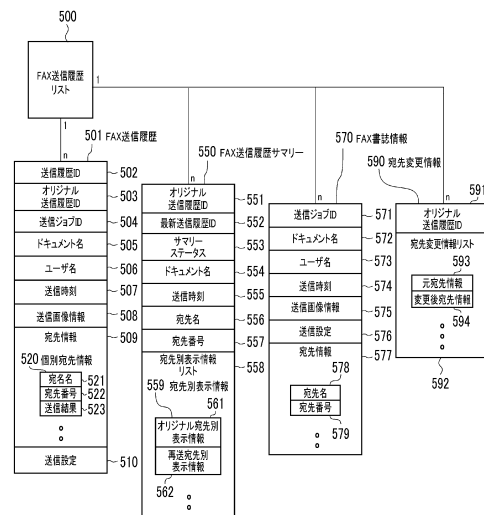 500
FAX送信履歴
リスト
1
1
n
501 FAX送信履歴
送信履歴ID
502
オリジナル
送信履歴ID
503
送信ジョブID
504
ドキュメント名
505
ユーザ名
506
送信時刻
507
送信画像情報
508
宛先情報
509
520 個別宛先情報
宛名名
521
宛先番号
522
送信結果
523
送信設定
510
n
550 FAX送信履歴サマリー
オリジナル
送信履歴ID
551
最新送信履歴ID
552
サマリー
ステータス
553
ドキュメント名
554
送信時刻
555
宛先名
556
宛先番号
557
宛先別表示情報
リスト
558
559 宛先別表示情報
561
オリジナル宛先別
表示情報
再送宛先別
表示情報
562
n
570 FAX書誌情報
送信ジョブID
571
ドキュメント名
572
ユーザ名
573
送信時刻
574
送信画像情報
575
送信設定
576
宛先情報
577
578
宛先名
宛先番号
579
590 宛先変更情報
n
591
オリジナル
送信履歴ID
宛先変更情報リスト
593
元宛先情報
変更後宛先情報
594
592